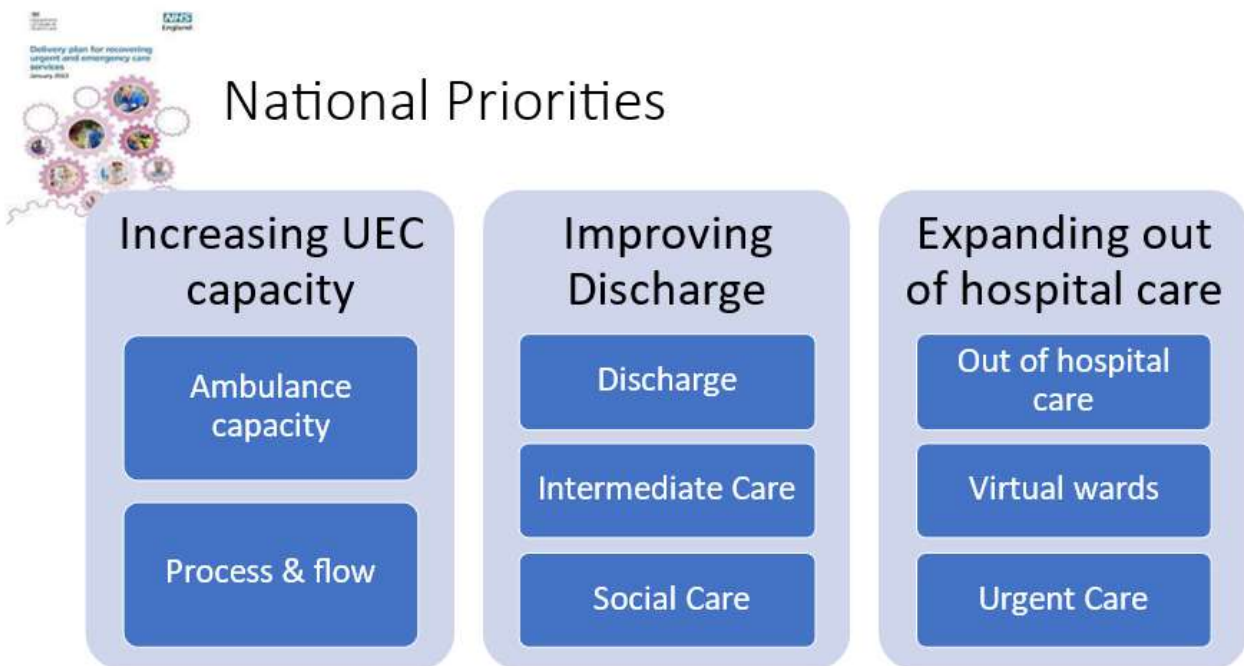 NHS
England
Delivery plan for recovering
urgent and emergency care
services
January 2023
National Priorities
Increasing UEC
capacity
Ambulance
capacity
Process & flow
Improving
Discharge
Discharge
Intermediate Care
Social Care
Expanding out
of hospital care
Out of hospital
care
Virtual wards
Urgent Care